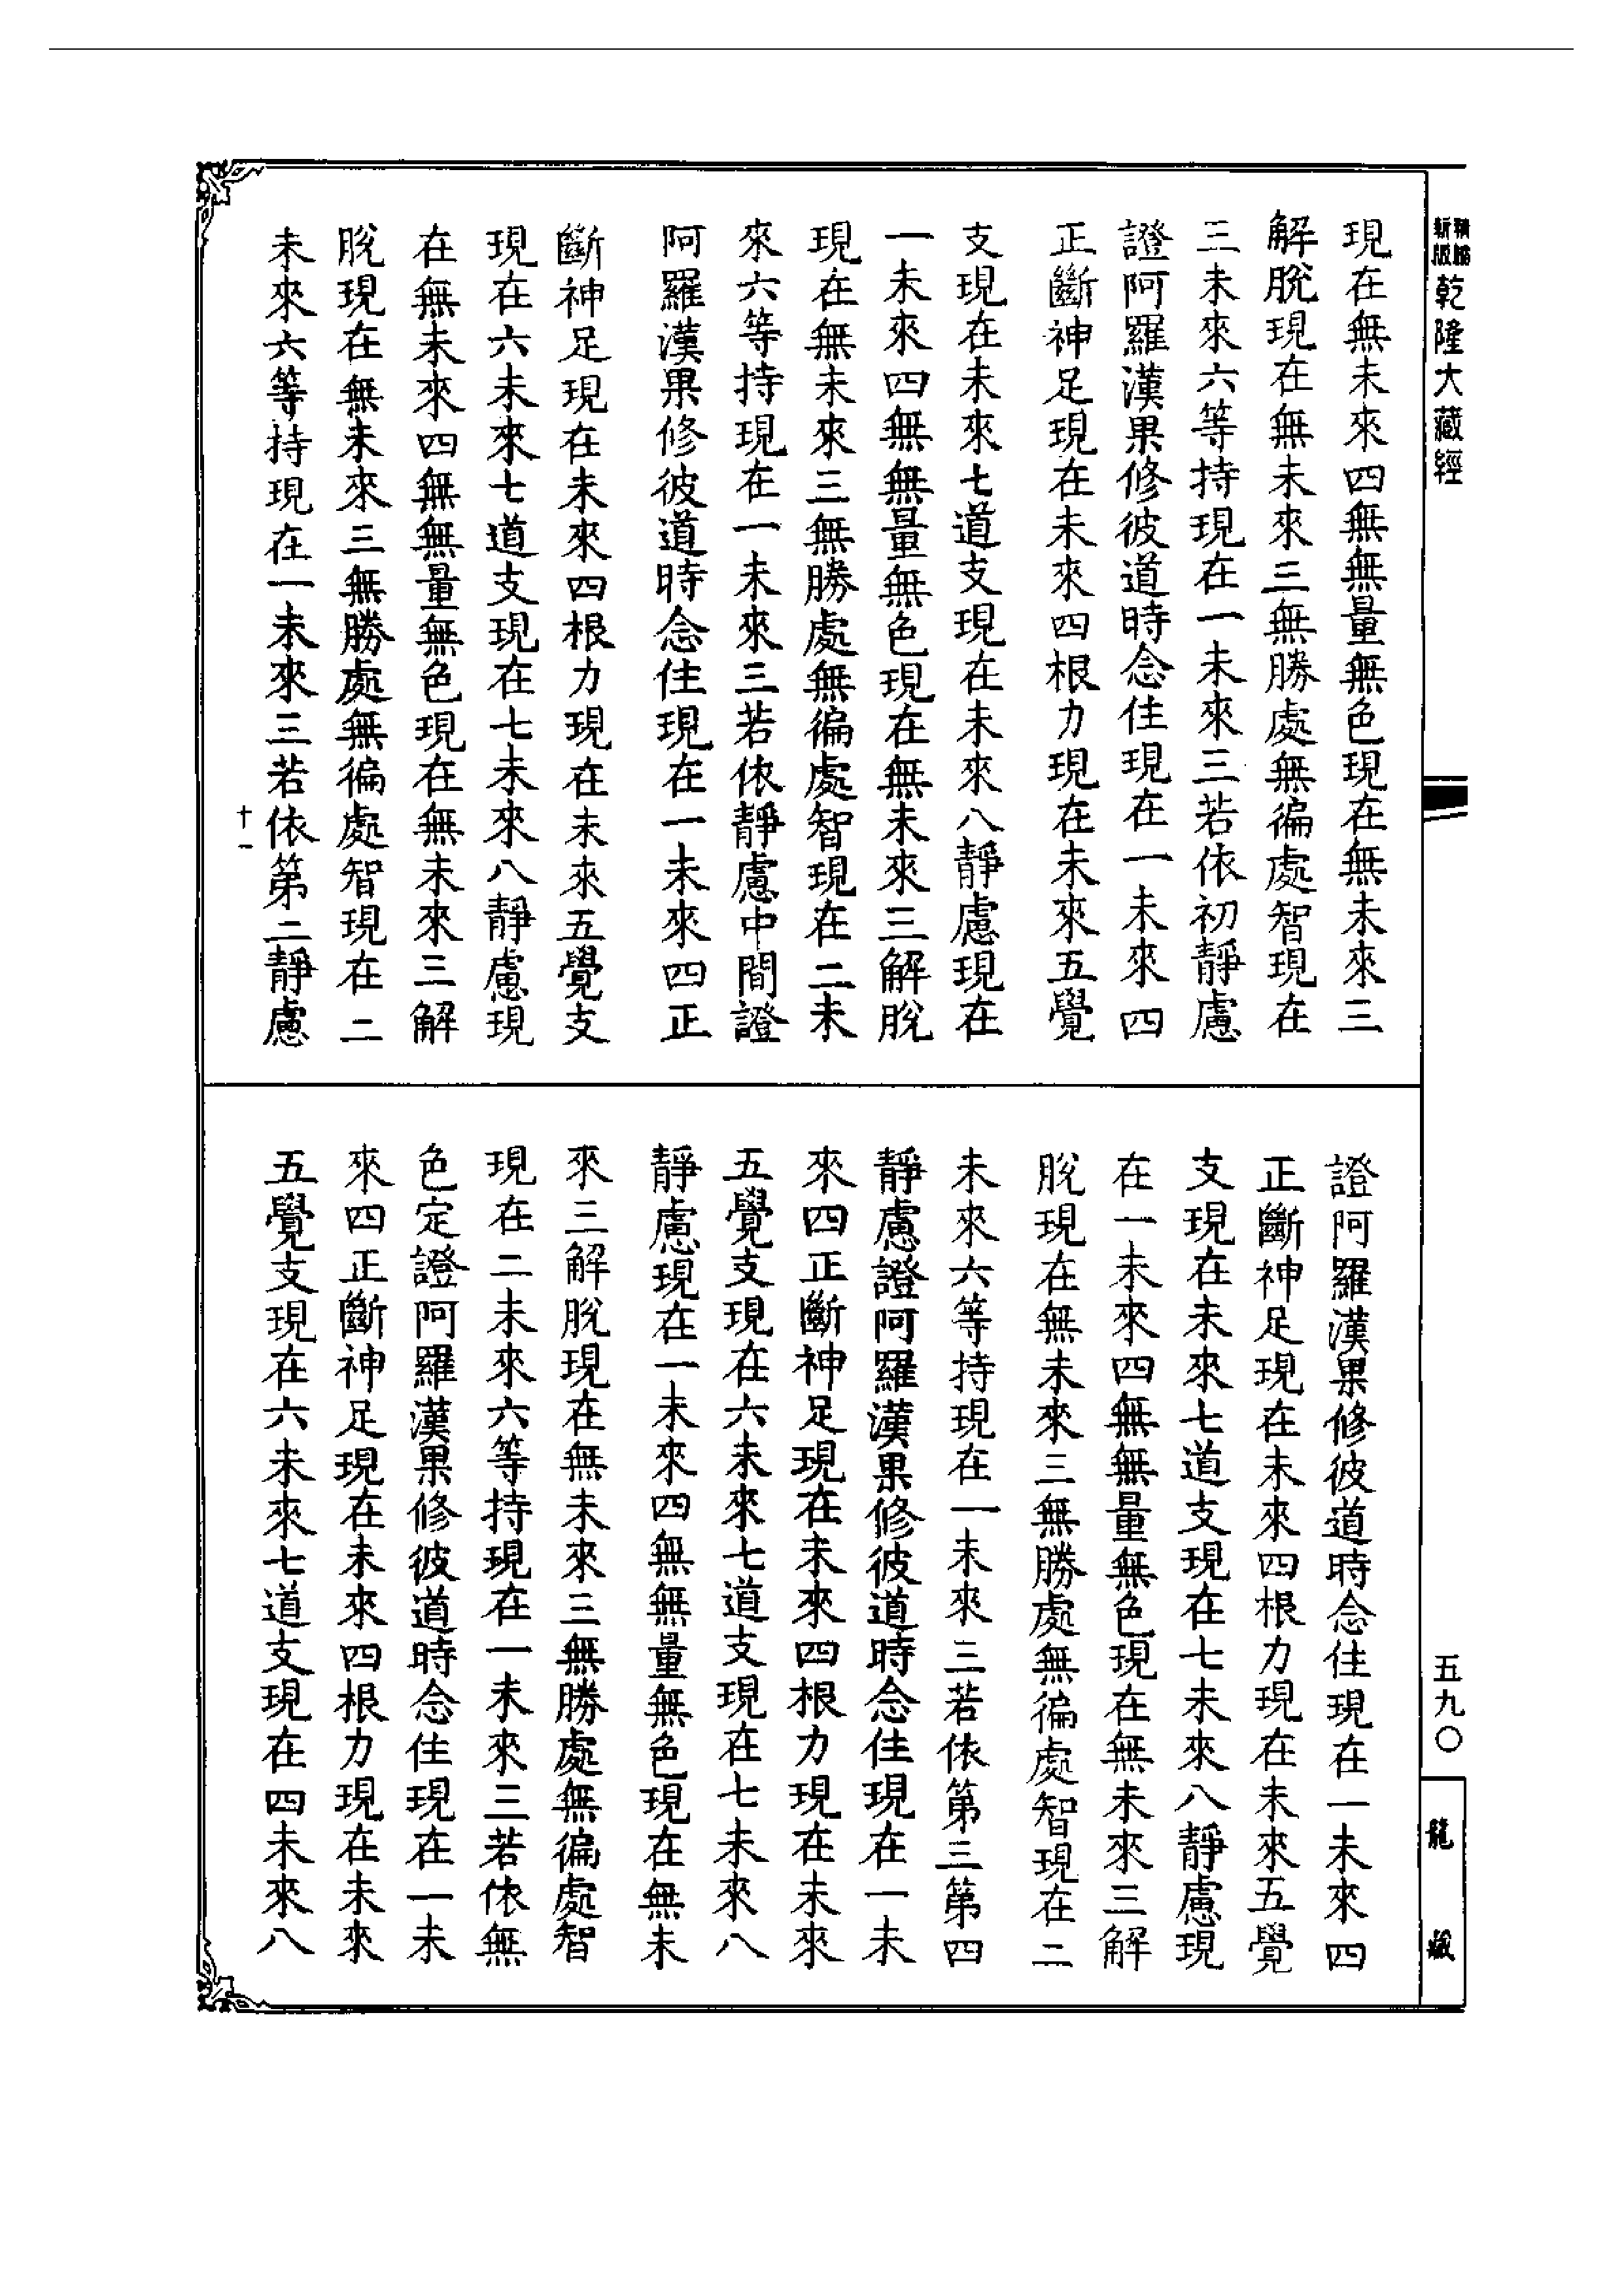 新版
精縮
乾隆大藏經
現在無未來四無無量無色現在無未來三
解脫現在無未來三無勝處無徧處智現在
三未來六等持現在一未來三若依初靜慮
證阿羅漢果修彼道時念住現在一未來四
正斷神足現在未來四根力現在未來五覺
支現在未來七道支現在未來八靜慮現在
一未來四無無量無色現在無未來三解脫
現在無未來三無勝處無徧處智現在二未
來六等持現在一未來三若依靜慮中間證
阿羅漢果修彼道時念住現在一未來四正
斷神足現在未來四根力現在未來五覺支
現在六未來七道支現在七未來八靜慮現
在無未來四無無量無色現在無未來三解
脫現在無未來三無勝處無徧處智現在二
未來六等持現在一未來三若依第二靜慮
十一
證阿羅漢果修彼道時念住現在一未來四
正斷神足現在未來四根力現在未來五覺
支現在未來七道支現在七未來八靜慮現
在一未來四無無量無色現在無未來三解
脫現在無未來三無勝處無徧處智現在二
未來六等持現在一未來三若依第三第四
靜慮證阿羅漢果修彼道時念住現在一未
來四正斷神足現在未來四根力現在未來
五覺支現在六未來七道支現在七未來八
靜慮現在一未來四無無量無色現在無未
來三解脫現在無未來三無勝處無徧處智
現在二未來六等持現在一未來三若依無
色定證阿羅漢果修彼道時念住現在一未
來四正斷神足現在未來四根力現在未來
五覺支現在六未來七道支現在四未來八
五九〇
龍藏